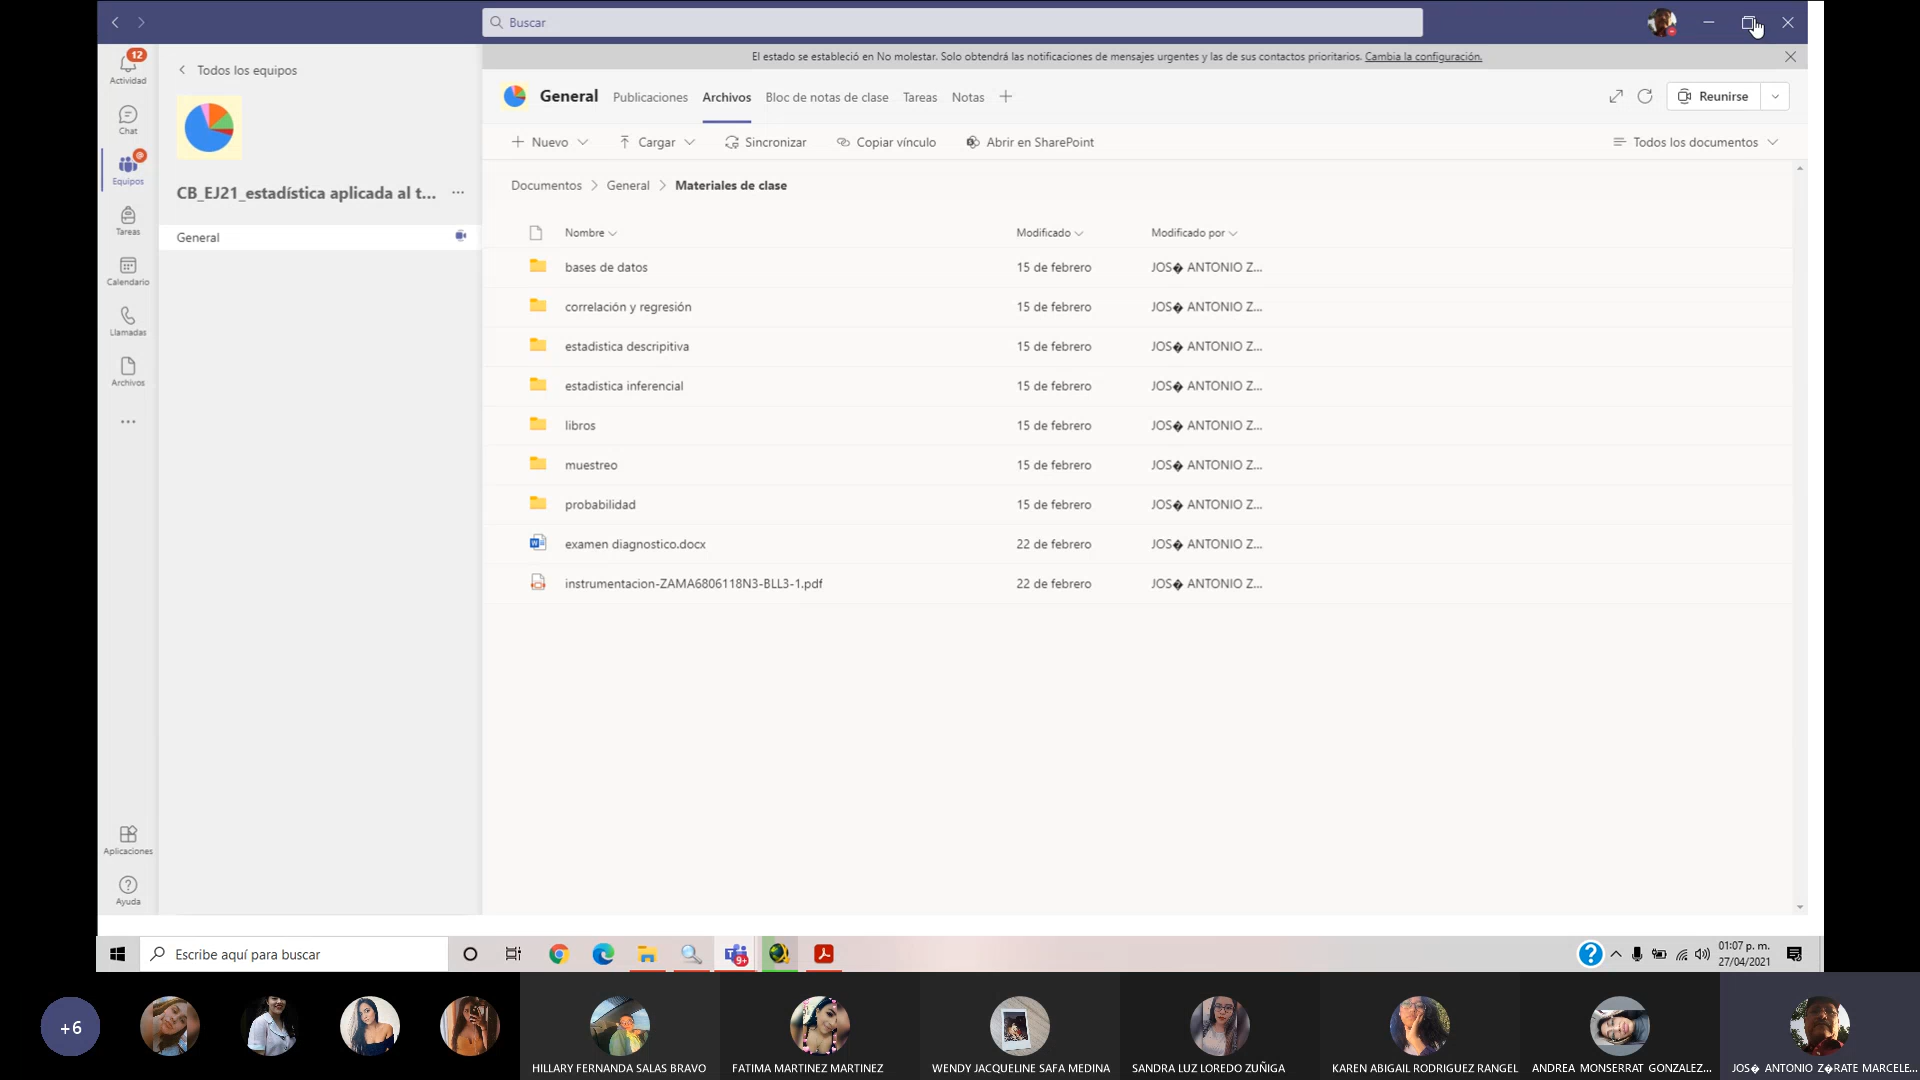 Buscar
El estado se estableció en No molestar. Solo obtendrá las notificaciones de mensajes urgentes y las de sus contactos prioritarios. Cambia la configuración.
12
Actividad
Chat
Equipos
Tareas
Calendario
Llamadas
Archivos
Aplicaciones
Ayuda
Todos los equipos
CB_EJ21_estadística aplicada al t...
General
General Publicaciones Archivos Bloc de notas de clase Tareas Notas
Reunirse
Nuevo Cargar Sincronizar Copiar vínculo Abrir en SharePoint Todos los documentos
Documentos > General > Materiales de clase
Nombre Modificado Modificado por
bases de datos 15 de febrero JOS� ANTONIO Z...
correlación y regresión 15 de febrero JOS� ANTONIO Z...
estadistica descripitiva 15 de febrero JOS� ANTONIO Z...
estadistica inferencial 15 de febrero JOS� ANTONIO Z...
libros 15 de febrero JOS� ANTONIO Z...
muestreo 15 de febrero JOS� ANTONIO Z...
probabilidad 15 de febrero JOS� ANTONIO Z...
examen diagnostico.docx 22 de febrero JOS� ANTONIO Z...
instrumentacion-ZAMA6806118N3-BLL3-1.pdf 22 de febrero JOS� ANTONIO Z...
Escribe aquí para buscar
9+
01:07 p. m.
27/04/2021
+6
HILLARY FERNANDA SALAS BRAVO
FATIMA MARTINEZ MARTINEZ
WENDY JACQUELINE SAFA MEDINA
SANDRA LUZ LOREDO ZUÑIGA
KAREN ABIGAIL RODRIGUEZ RANGEL
ANDREA MONSERRAT GONZALEZ...
JOS� ANTONIO Z�RATE MARCELE...